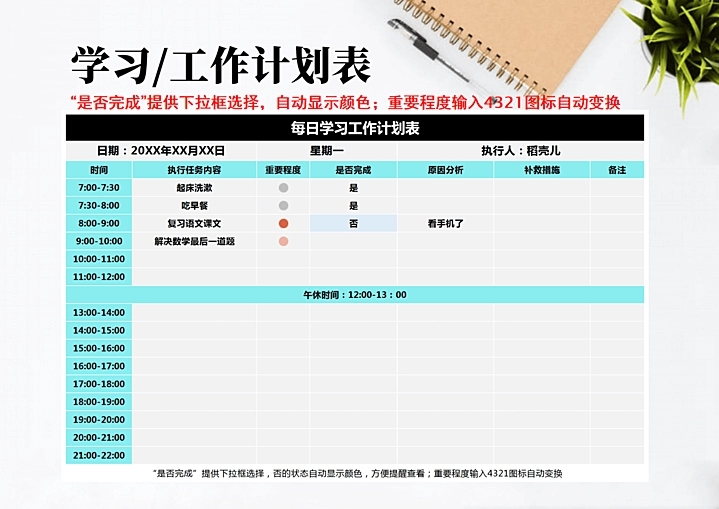 学习/工作计划表
“是否完成”提供下拉框选择，自动显示颜色；重要程度输入4321图标自动变换
每日学习工作计划表
日期：20XX年XX月XX日 星期一 执行人：稻壳儿
时间 执行任务内容 重要程度 是否完成 原因分析 补救措施 备注
7:00-7:30 起床洗漱 是
7:30-8:00 吃早餐 是
8:00-9:00 复习语文课文 否 看手机了
9:00-10:00 解决数学最后一道题
10:00-11:00
11:00-12:00
午休时间：12:00-13：00
13:00-14:00
14:00-15:00
15:00-16:00
16:00-17:00
17:00-18:00
18:00-19:00
19:00-20:00
20:00-21:00
21:00-22:00
“是否完成”提供下拉框选择，否的状态自动显示颜色，方便提醒查看；重要程度输入4321图标自动变换